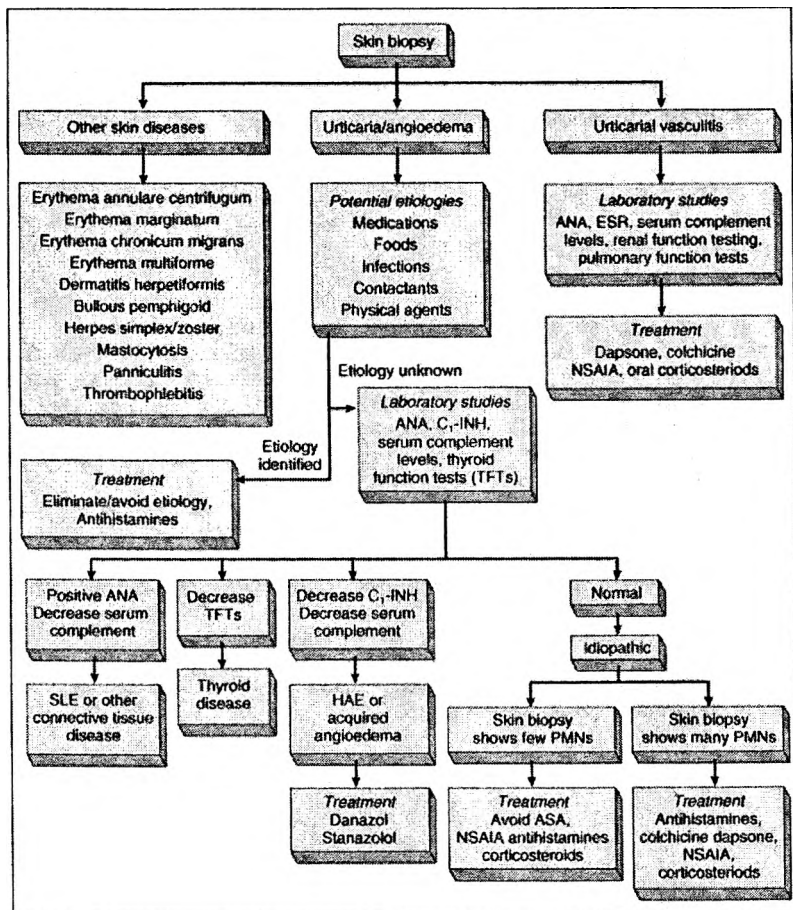 Skin biopsy
Other skin diseases
Urticaria/angioedema
Urticarial vasculitis
Erythema annulare centrifugum
Erythema marginatum
Erythema chronicum migrans
Erythema multiforme
Dermatitis herpetiformis
Bullous pemphigoid
Herpes simplex/zoster
Mastocytosis
Panniculitis
Thrombophlebitis
Potential etiologies
Medications
Foods
Infections
Contactants
Physical agents
Laboratory studies
ANA, ESR, serum complement
levels, renal function testing,
pulmonary function tests
Treatment
Dapsone, colchicine
NSAIA, oral corticosteriods
Etiology unknown
Laboratory studies
ANA, C₁-INH,
serum complement
levels, thyroid
function tests (TFTs)
Etiology
identified
Treatment
Eliminate/avoid etiology,
Antihistamines
Positive ANA
Decrease serum
complement
Decrease
TFTs
Decrease C₁-INH
Decrease serum
complement
Normal
Idiopathic
SLE or other
connective tissue
disease
Thyroid
disease
HAE or
acquired
angioedema
Skin biopsy
shows few PMNs
Skin biopsy
shows many PMNs
Treatment
Danazol
Stanazolol
Treatment
Avoid ASA,
NSAIA antihistamines
corticosteroids
Treatment
Antihistamines,
colchicine dapsone,
NSAIA,
corticosteriods